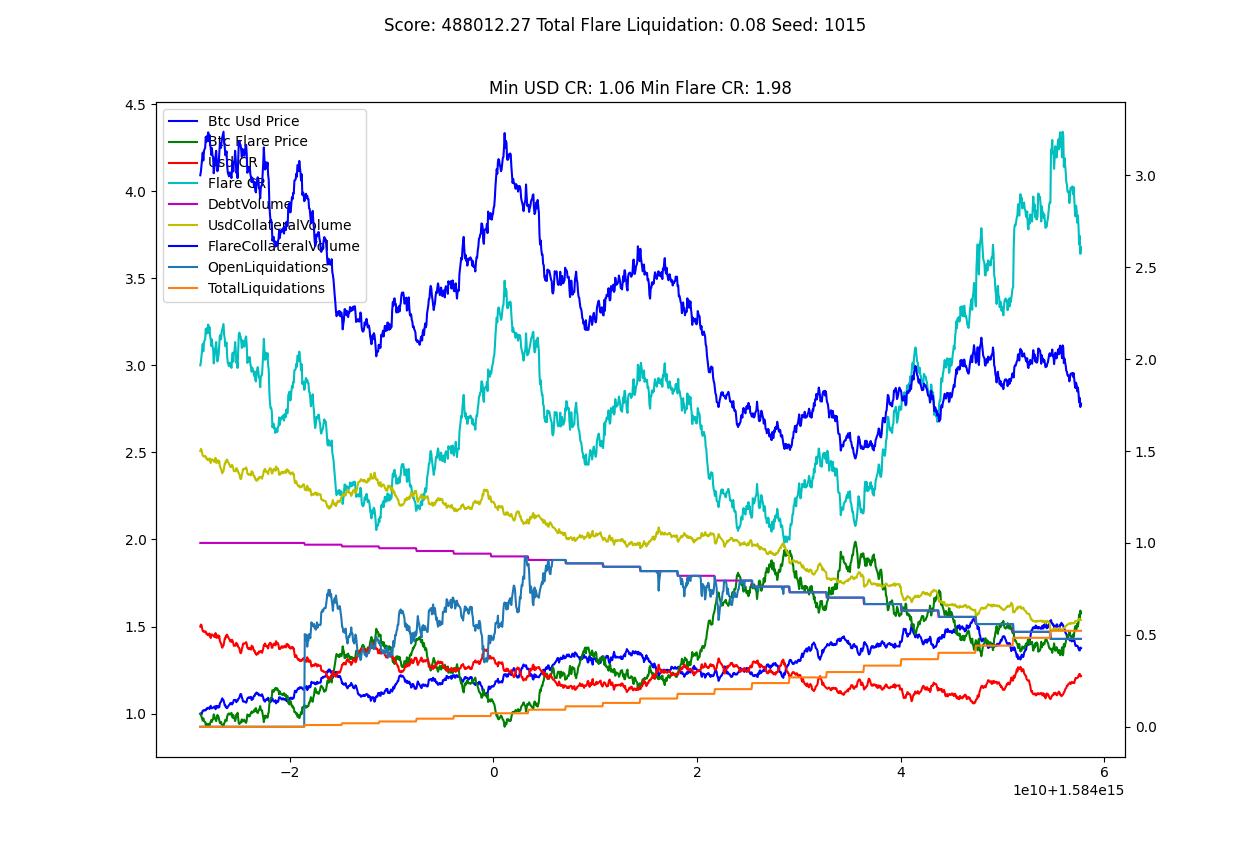 Score: 488012.27 Total Flare Liquidation: 0.08 Seed: 1015
Min USD CR: 1.06 Min Flare CR: 1.98
Btc Usd Price
Btc Flare Price
Usd CR
Flare CR
DebtVolume
UsdCollateralVolume
FlareCollateralVolume
OpenLiquidations
TotalLiquidations
4.5
4.0
3.5
3.0
2.5
2.0
1.5
1.0
3.0
2.5
2.0
1.5
1.0
0.5
0.0
−2
0
2
4
6
1e10+1.584e15